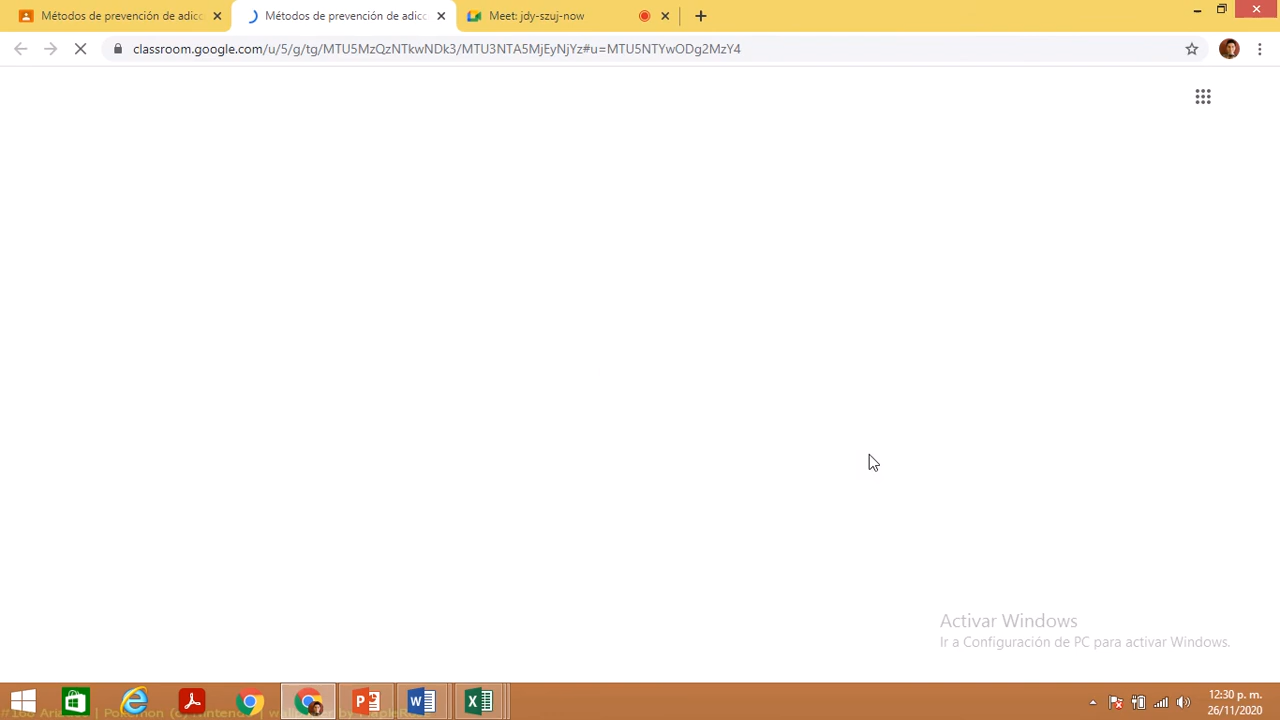 Métodos de prevención de adicc
Métodos de prevención de adicc
Meet: jdy-szuj-now
classroom.google.com/u/5/g/tg/MTU5MzQzNTkwNDk3/MTU3NTA5MjEyNjYz#u=MTU5NTYwODg2MzY4
Activar Windows
Ir a Configuración de PC para activar Windows.
12:30 p. m.
26/11/2020